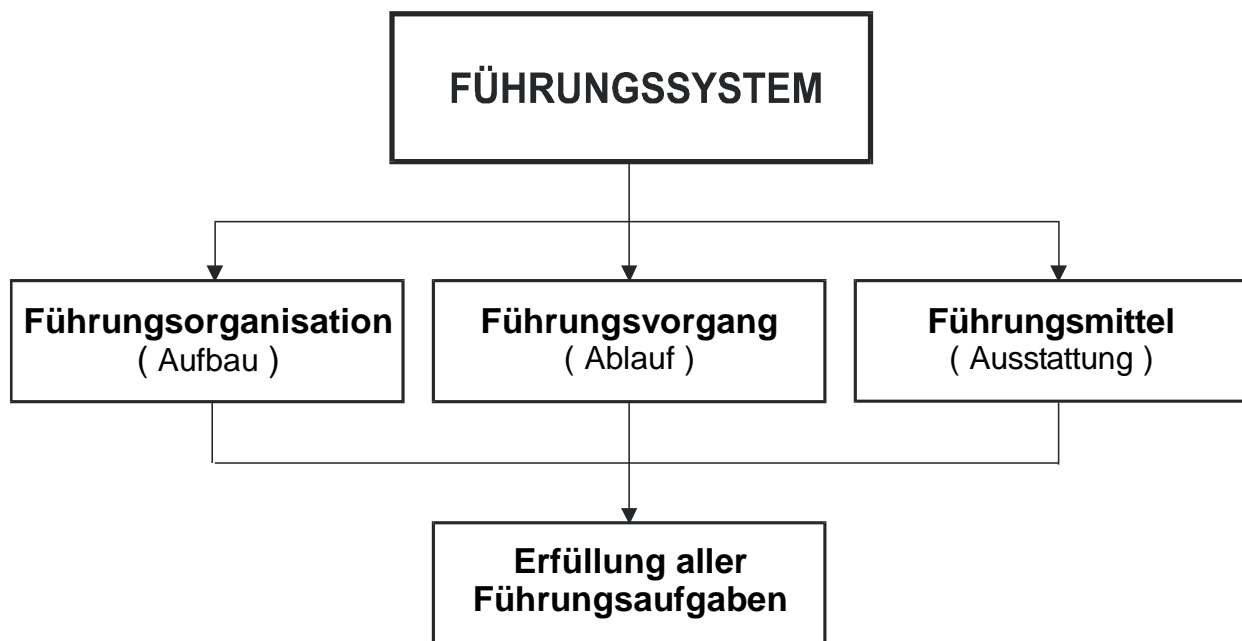 FÜHRUNGSSYSTEM
Führungsorganisation
( Aufbau )
Führungsvorgang
( Ablauf )
Führungsmittel
( Ausstattung )
Erfüllung aller
Führungsaufgaben